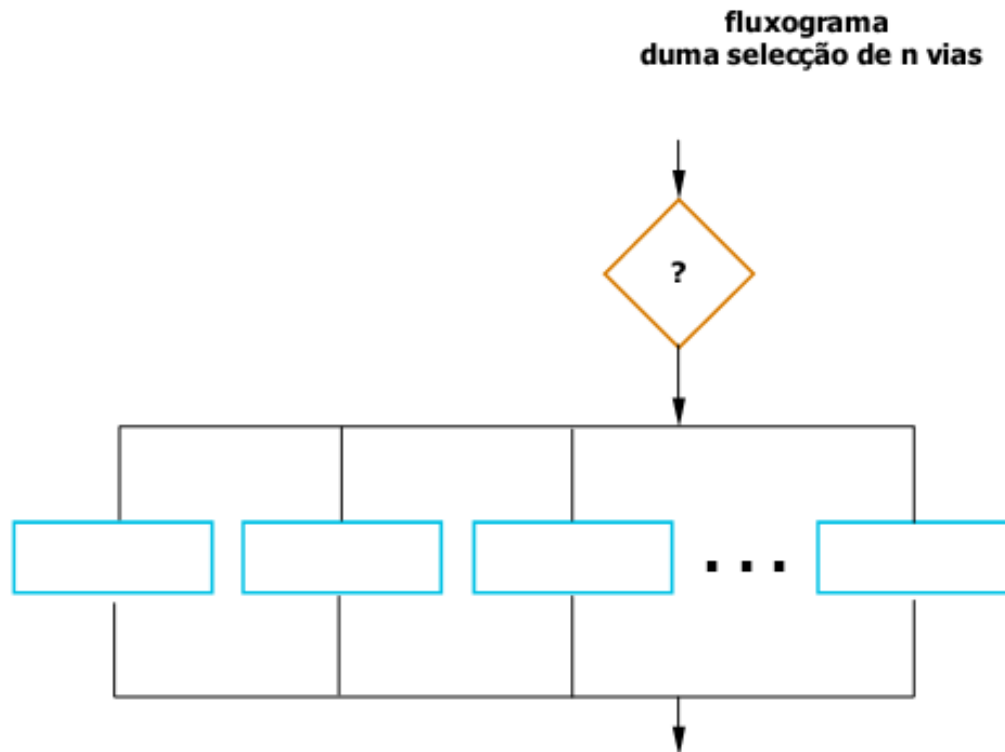 fluxograma
duma selecção de n vias
?
. . .